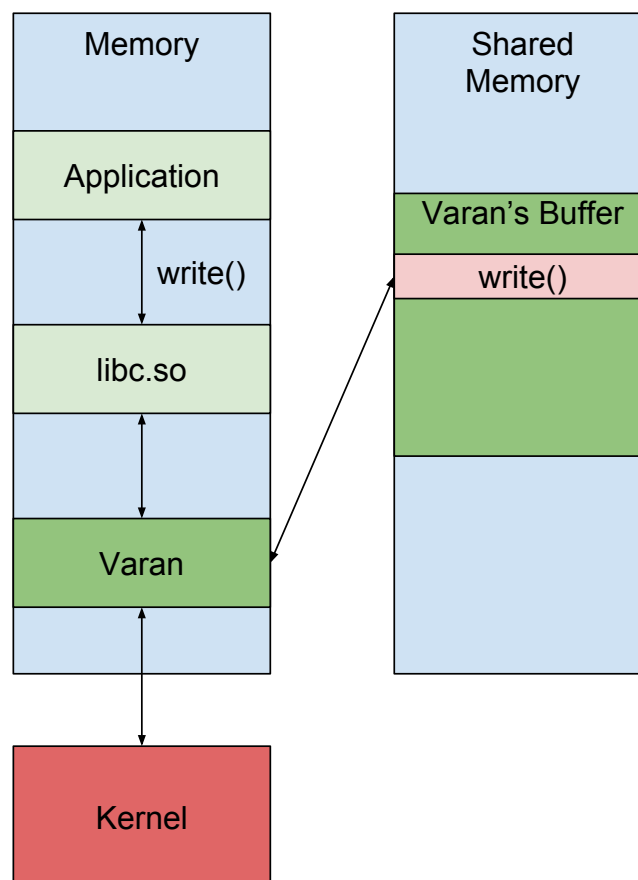 Memory
Application
write()
libc.so
Varan
Kernel
Shared
Memory
Varan's Buffer
write()